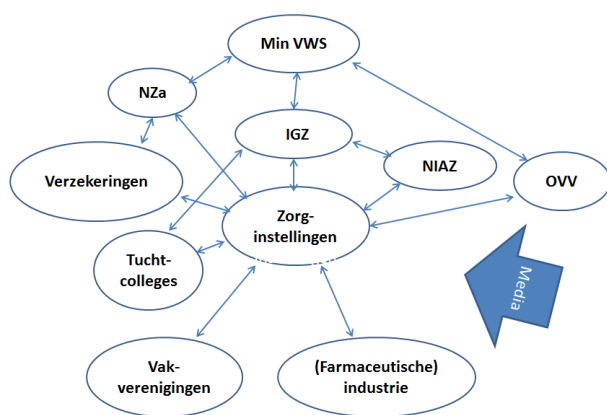 Min VWS
NZa
IGZ
NIAZ
Verzekeringen
OVV
Zorg-
instellingen
Tucht-
colleges
Media
Vak-
verenigingen
(Farmaceutische)
industrie